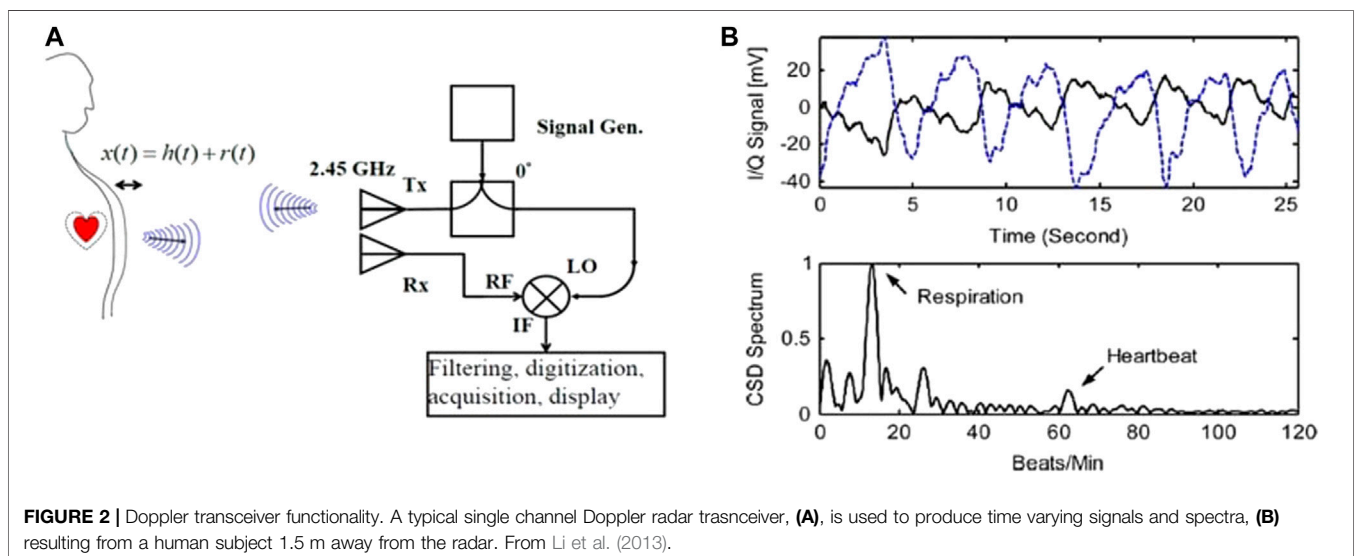 A
x(t) = h(t) + r(t)
2.45 GHz
Tx
Rx
Signal Gen.
0°
RF
LO
IF
Filtering, digitization,
acquisition, display
B
I/Q Signal [mV]
20
0
-20
-40
0 5 10 15 20 25
Time (Second)
CSD Spectrum
1
0.5
0
Respiration
Heartbeat
0 20 40 60 80 100 120
Beats/Min
FIGURE 2 | Doppler transceiver functionality. A typical single channel Doppler radar trasnceiver, (A), is used to produce time varying signals and spectra, (B)
resulting from a human subject 1.5 m away from the radar. From Li et al. (2013).